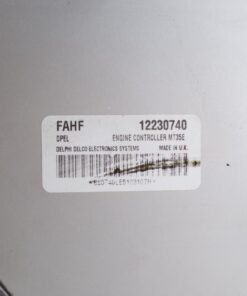 FAHF 12230740
OPEL ENGINE CONTROLLER MT35E
DELPHI DELCO ELECTRONICS SYSTEMS MADE IN U.K.